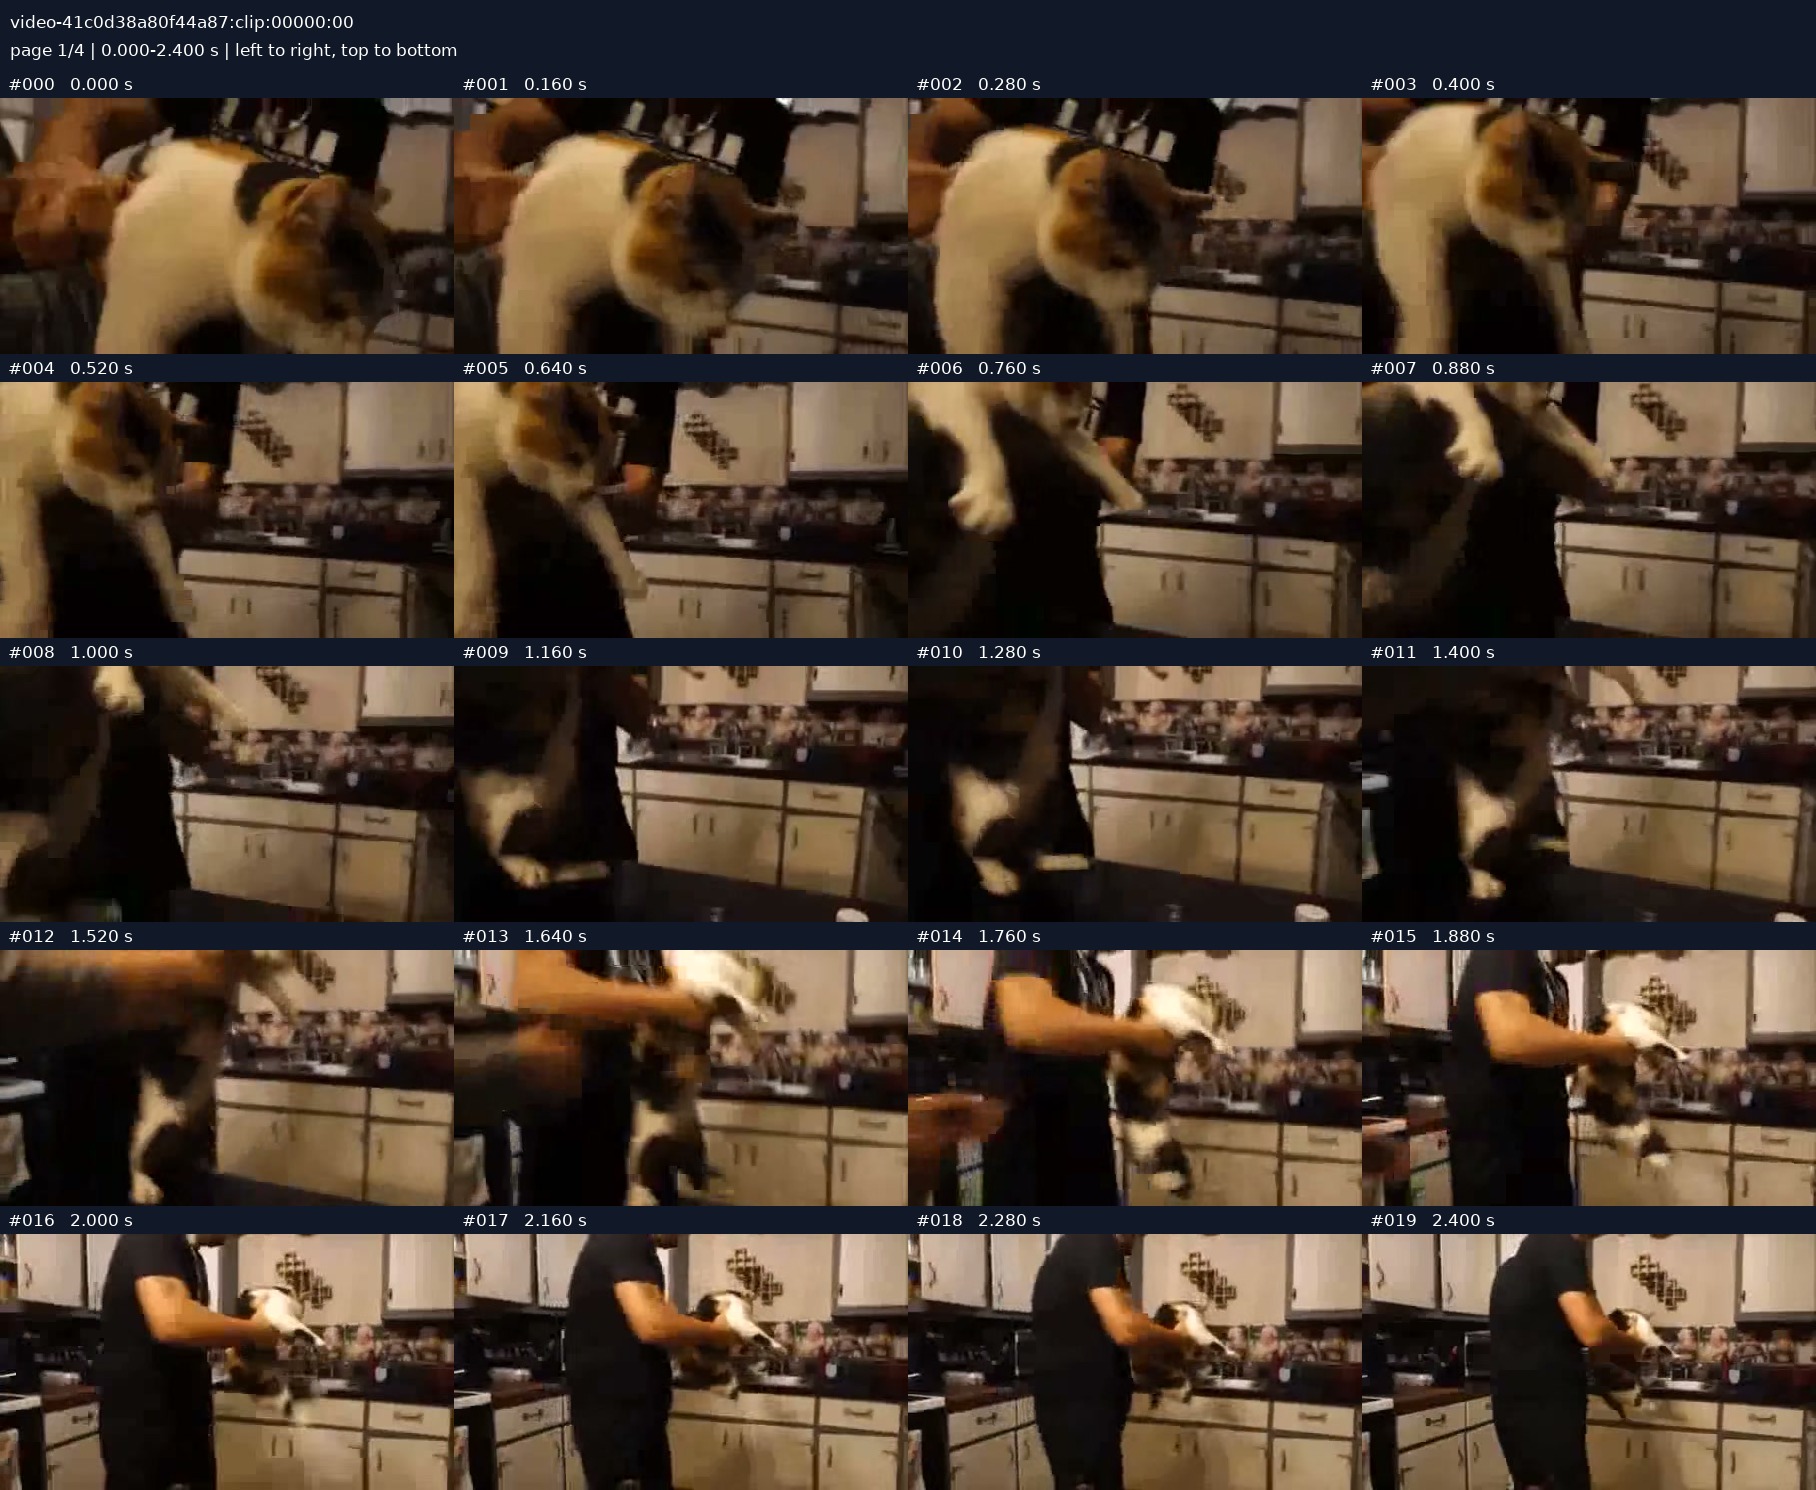 video-41c0d38a80f44a87:clip:00000:00
page 1/4 | 0.000-2.400 s | left to right, top to bottom
#000 0.000 s
#001 0.160 s
#002 0.280 s
#003 0.400 s
#004 0.520 s
#005 0.640 s
#006 0.760 s
#007 0.880 s
#008 1.000 s
#009 1.160 s
#010 1.280 s
#011 1.400 s
#012 1.520 s
#013 1.640 s
#014 1.760 s
#015 1.880 s
#016 2.000 s
#017 2.160 s
#018 2.280 s
#019 2.400 s